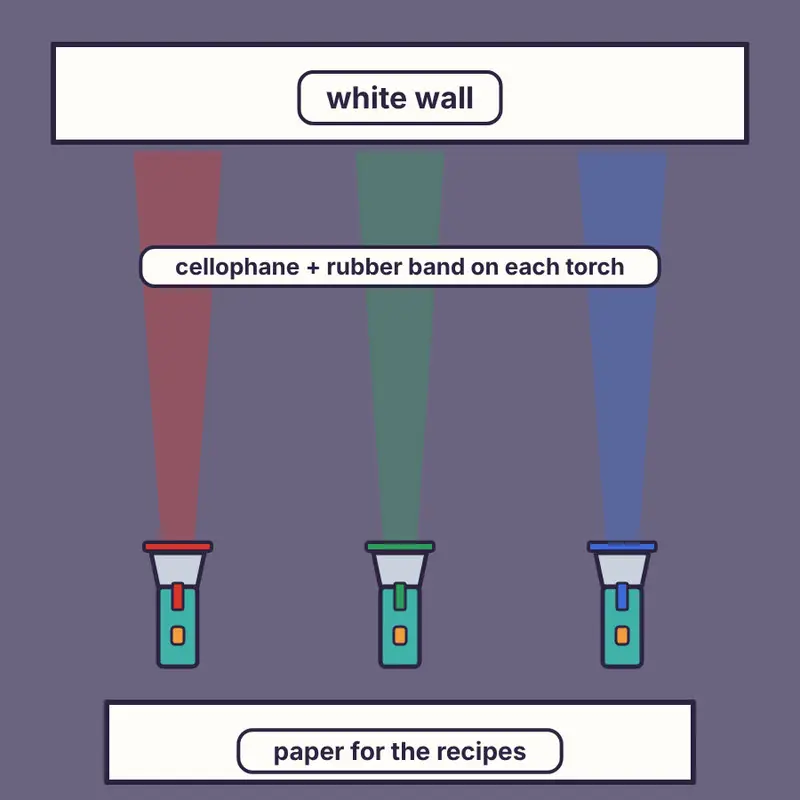 white wall
cellophane + rubber band on each torch
paper for the recipes